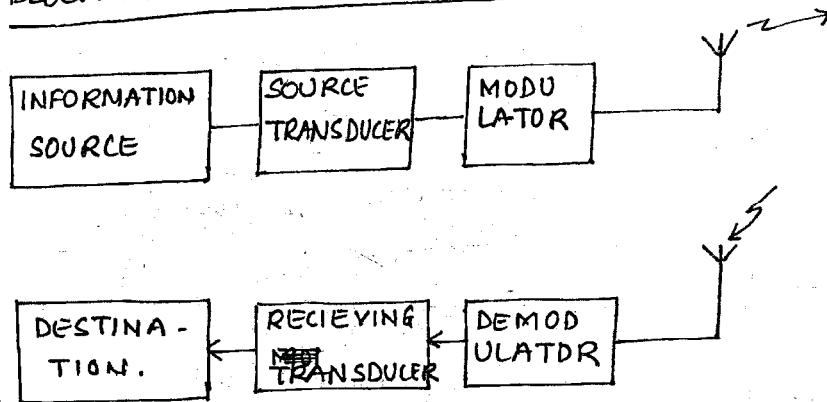 INFORMATION
SOURCE
SOURCE
TRANSDUCER
MODU
LATOR
DESTINA-
TION.
RECIEVING
TRANSDUCER
DEMOD
ULATOR